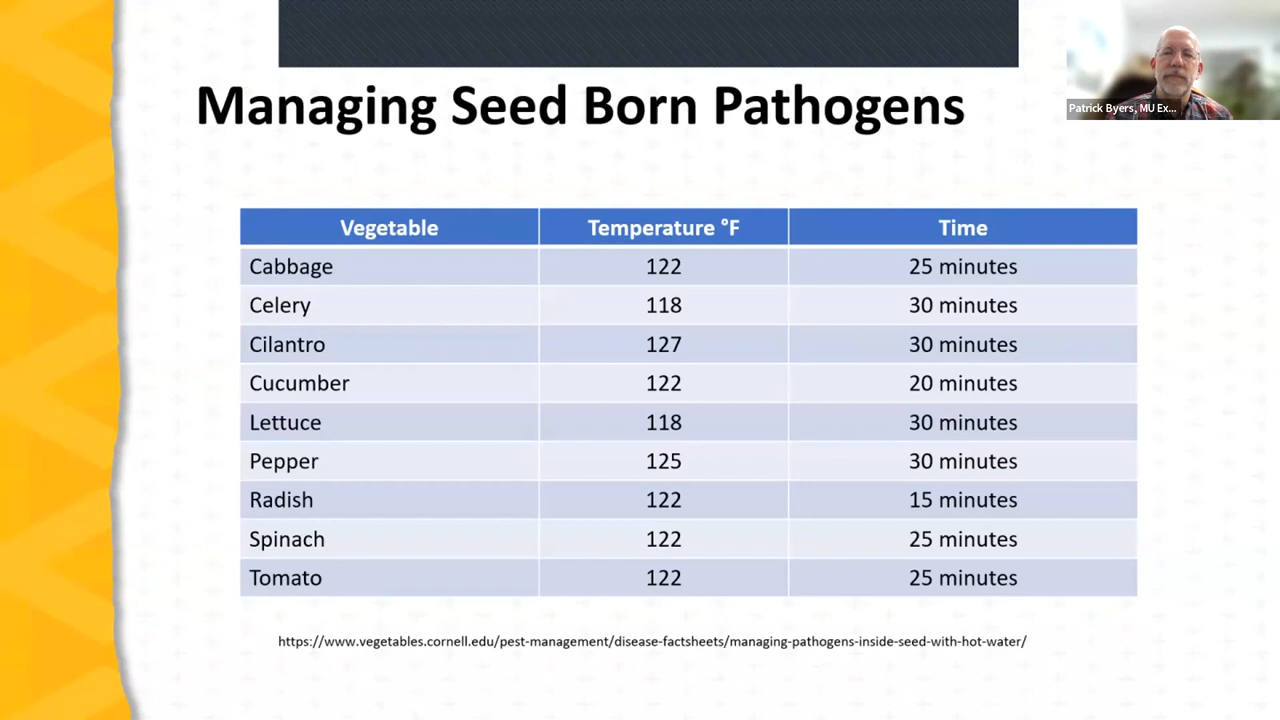 Managing Seed Born Pathogens
Patrick Byers, MU Ex...
Vegetable Temperature °F Time
Cabbage 122 25 minutes
Celery 118 30 minutes
Cilantro 127 30 minutes
Cucumber 122 20 minutes
Lettuce 118 30 minutes
Pepper 125 30 minutes
Radish 122 15 minutes
Spinach 122 25 minutes
Tomato 122 25 minutes
https://www.vegetables.cornell.edu/pest-management/disease-factsheets/managing-pathogens-inside-seed-with-hot-water/